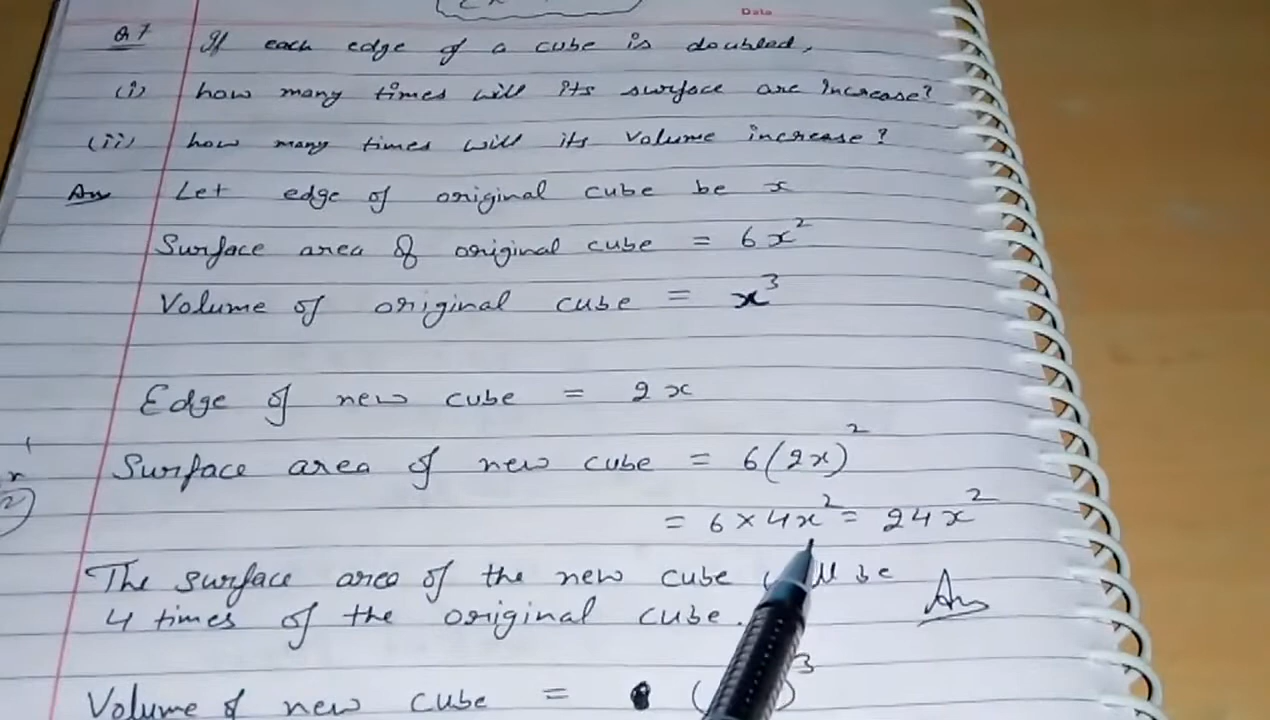 Data
Q7 If each edge of a cube is doubled,
(i) how many times will its surface are increase?
(ii) how many times will its volume increase?
Ans Let edge of original cube be x
Surface area of original cube = 6x²
Volume of original cube = x³
Edge of new cube = 2x
Surface area of new cube = 6(2x)²
= 6×4x² = 24x²
The surface area of the new cube be
4 times of the original cube. Ans
Volume of new cube = ( )³